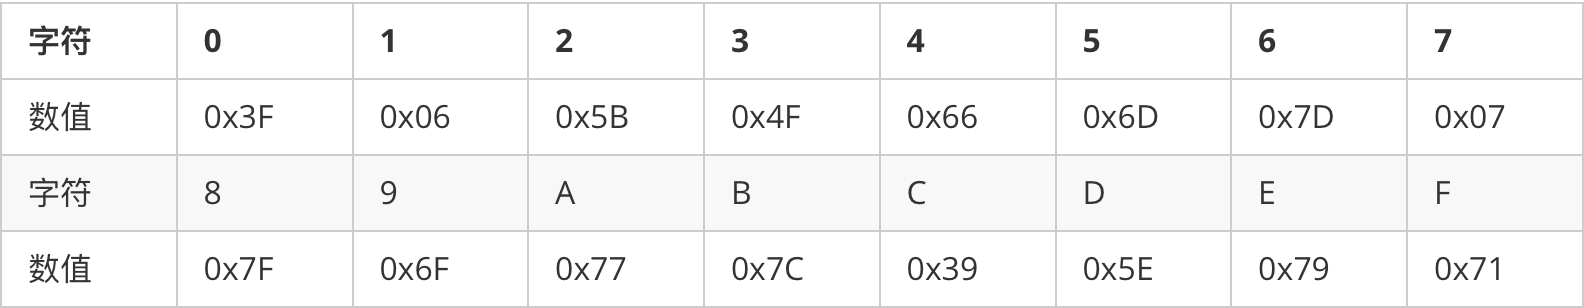 字符 0 1 2 3 4 5 6 7
数值 0x3F 0x06 0x5B 0x4F 0x66 0x6D 0x7D 0x07
字符 8 9 A B C D E F
数值 0x7F 0x6F 0x77 0x7C 0x39 0x5E 0x79 0x71